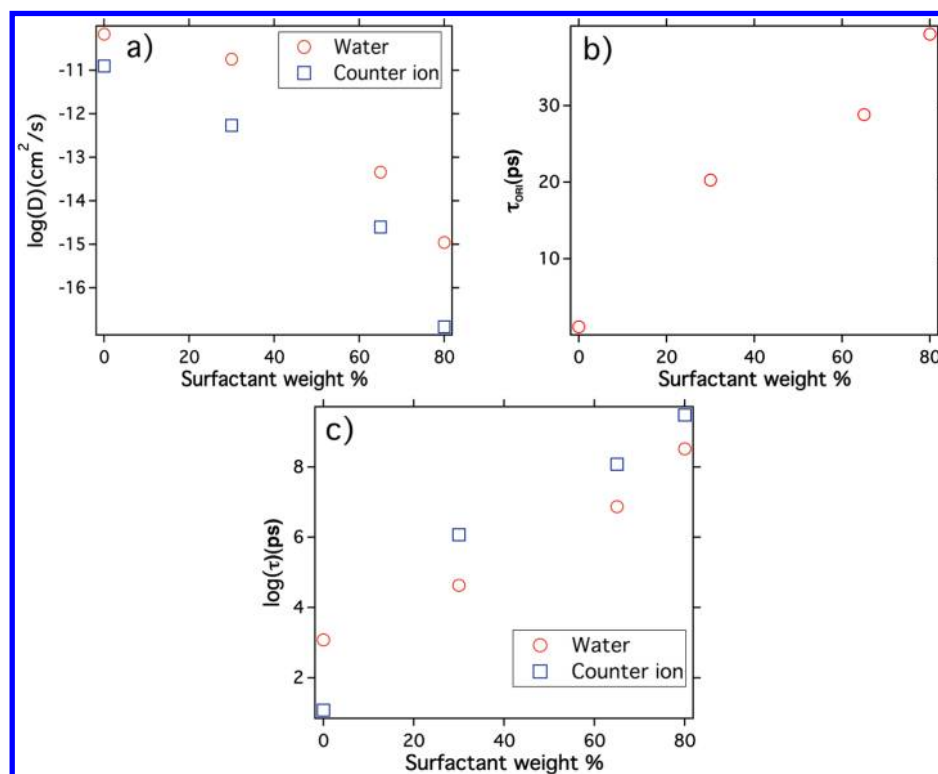 a)
Water
Counter ion
-11
-12
-13
-14
-15
-16
log(D)(cm²/s)
0 20 40 60 80
Surfactant weight %
b)
30
20
10
τORI(ps)
0 20 40 60 80
Surfactant weight %
c)
8
6
4
2
log(τ)(ps)
Water
Counter ion
0 20 40 60 80
Surfactant weight %